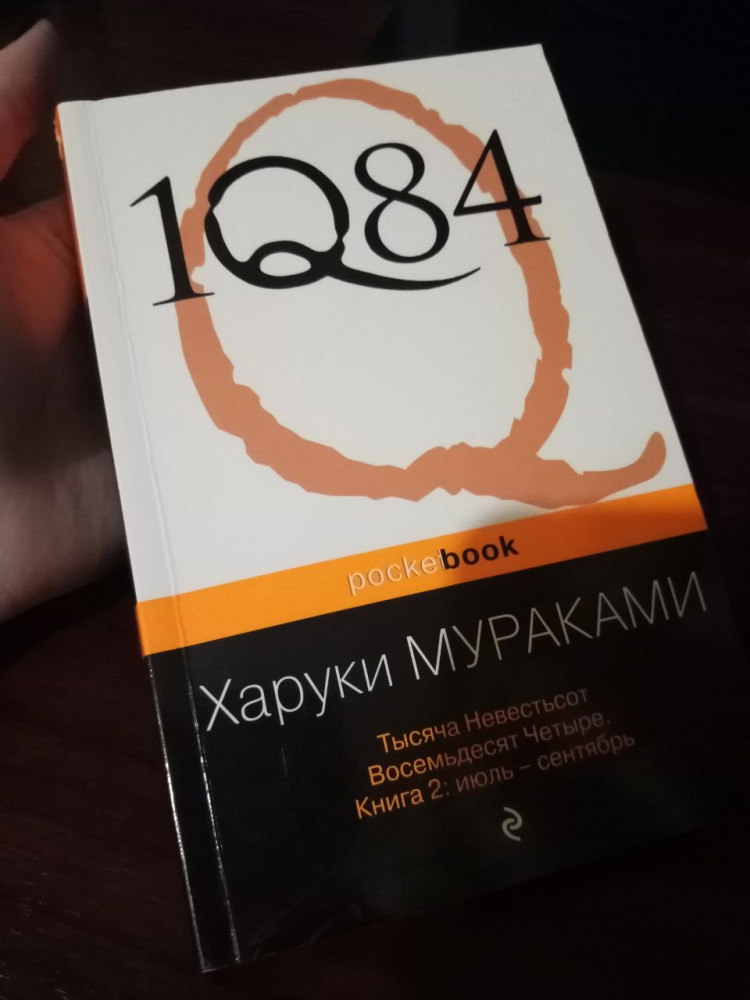 1Q84
pocketbook
Харуки МУРАКАМИ
Тысяча Невестьсот
Восемьдесят Четыре.
Книга 2: июль – сентябрь